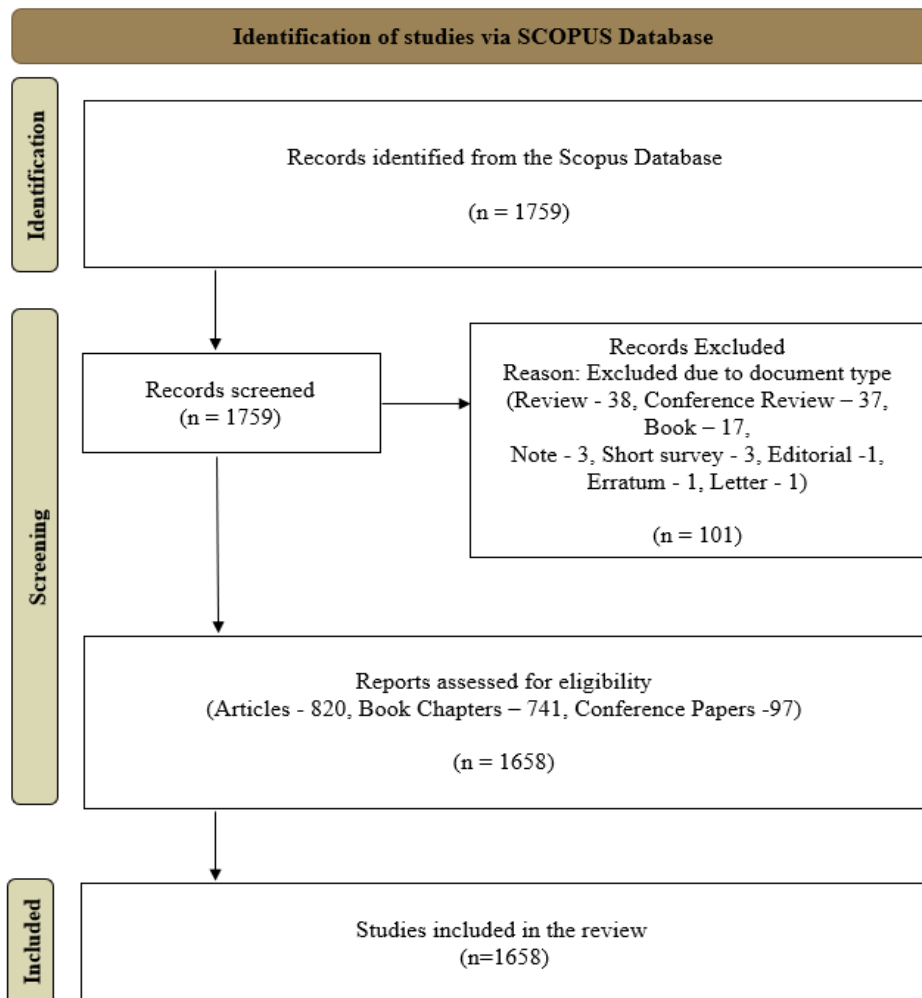 Identification of studies via SCOPUS Database
Identification
Records identified from the Scopus Database
(n = 1759)
Screening
Records screened
(n = 1759)
Records Excluded
Reason: Excluded due to document type
(Review - 38, Conference Review – 37,
Book – 17,
Note - 3, Short survey - 3, Editorial -1,
Erratum - 1, Letter - 1)
(n = 101)
Reports assessed for eligibility
(Articles - 820, Book Chapters – 741, Conference Papers -97)
(n = 1658)
Included
Studies included in the review
(n=1658)